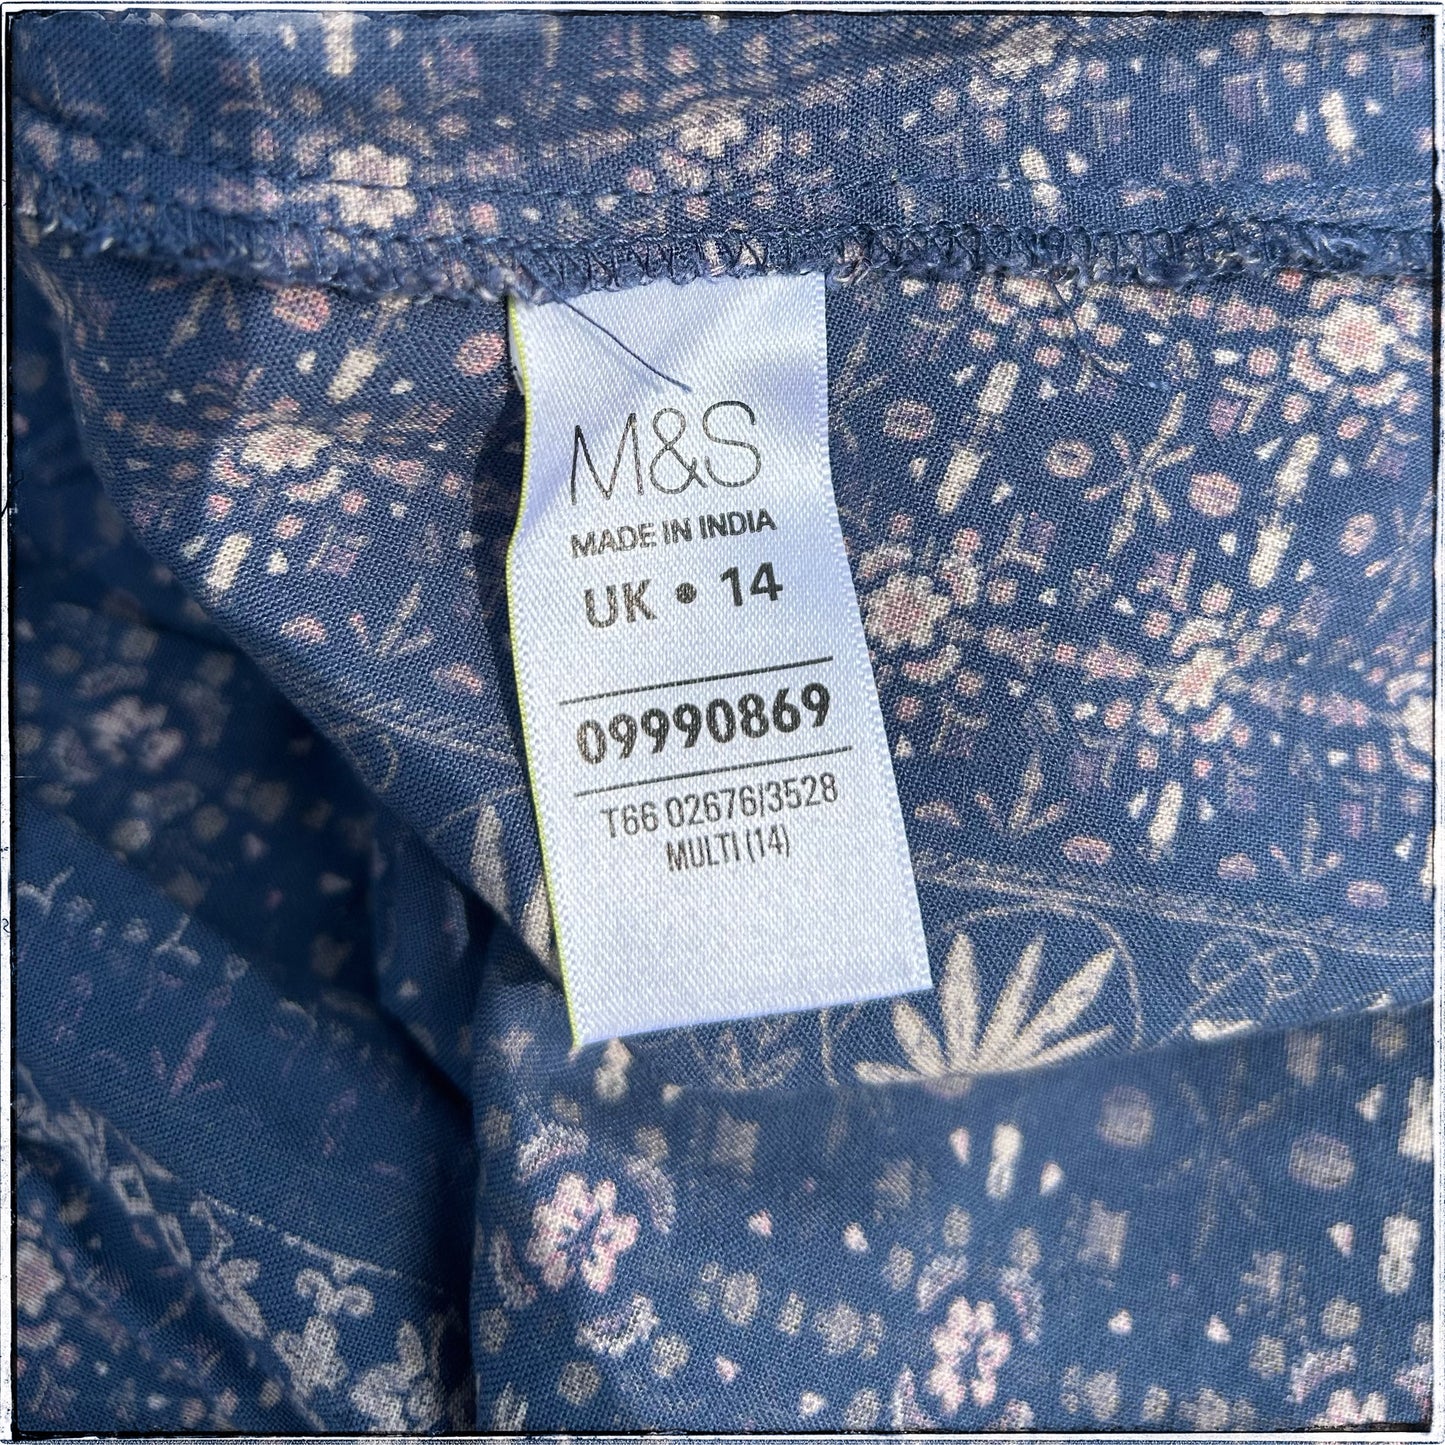 M&S
MADE IN INDIA
UK • 14
09990869
T66 02676/3528
MULTI (14)